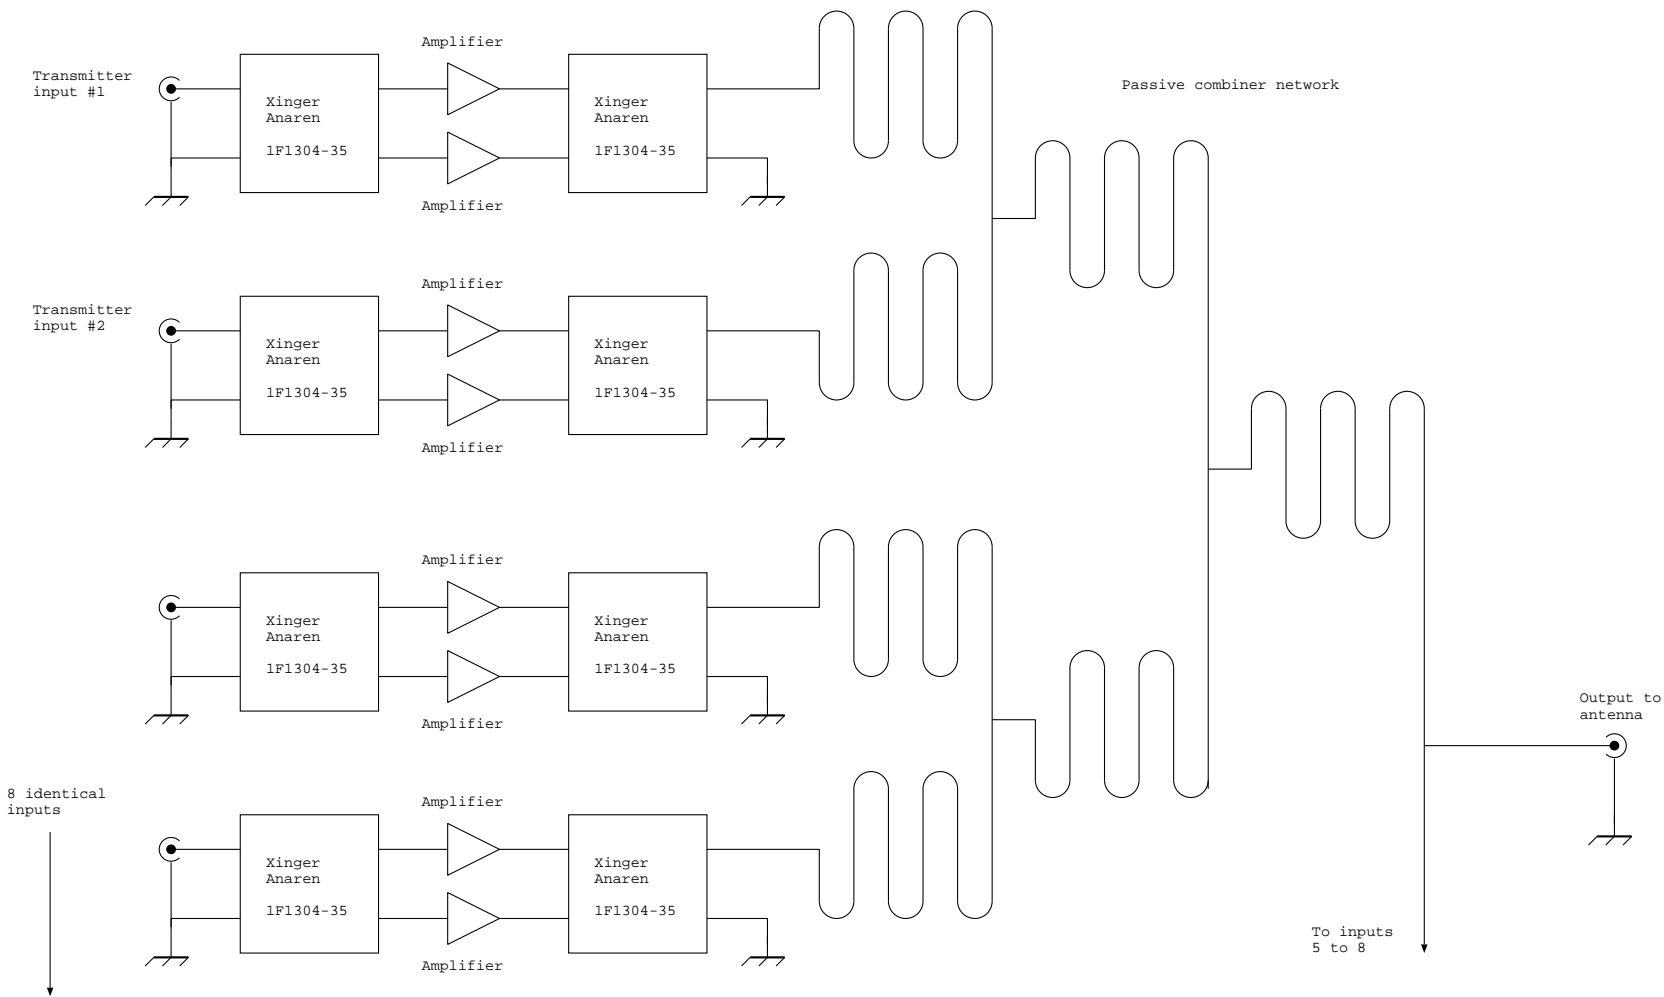 Amplifier
Transmitter
input #1
Xinger
Anaren
1F1304-35
Xinger
Anaren
1F1304-35
Amplifier
Passive combiner network
Amplifier
Transmitter
input #2
Xinger
Anaren
1F1304-35
Xinger
Anaren
1F1304-35
Amplifier
Amplifier
Xinger
Anaren
1F1304-35
Xinger
Anaren
1F1304-35
Amplifier
Output to
antenna
8 identical
inputs
Amplifier
Xinger
Anaren
1F1304-35
Xinger
Anaren
1F1304-35
Amplifier
To inputs
5 to 8